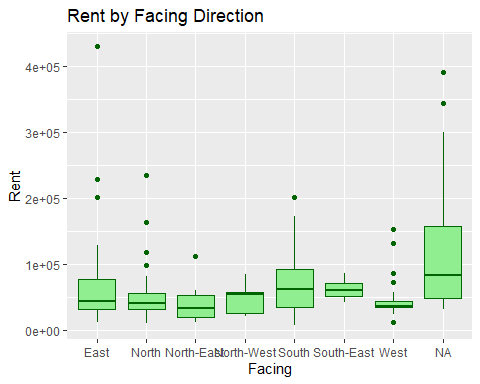 Rent by Facing Direction
4e+05
3e+05
2e+05
1e+05
0e+00
Rent
East North North-East North-West South South-East West NA
Facing